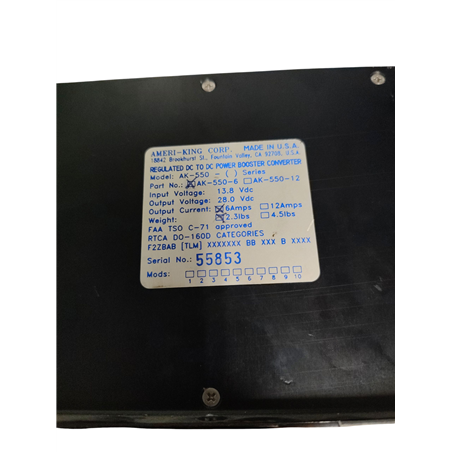 AMERI-KING CORP. MADE IN U.S.A.
16842 Brookhurst St, Fountain Valley, CA 92708, U.S.A.
REGULATED DC TO DC POWER BOOSTER CONVERTER
Model: AK-550 - ( ) Series
Part No.: ☒AK-550-6 ☐AK-550-12
Input Voltage: 13.8 Vdc
Output Voltage: 28.0 Vdc
Output Current: ☒6Amps ☐12Amps
Weight: ☒2.3lbs ☐4.5lbs
FAA TSO C-71 approved
RTCA DO-160D CATEGORIES
F2ZBAB [TLM] XXXXXXX BB XXX B XXXX
Serial No.: 55853
Mods: ☐ ☐ ☐ ☐ ☐ ☐ ☐ ☐ ☐ ☐
1 2 3 4 5 6 7 8 9 10